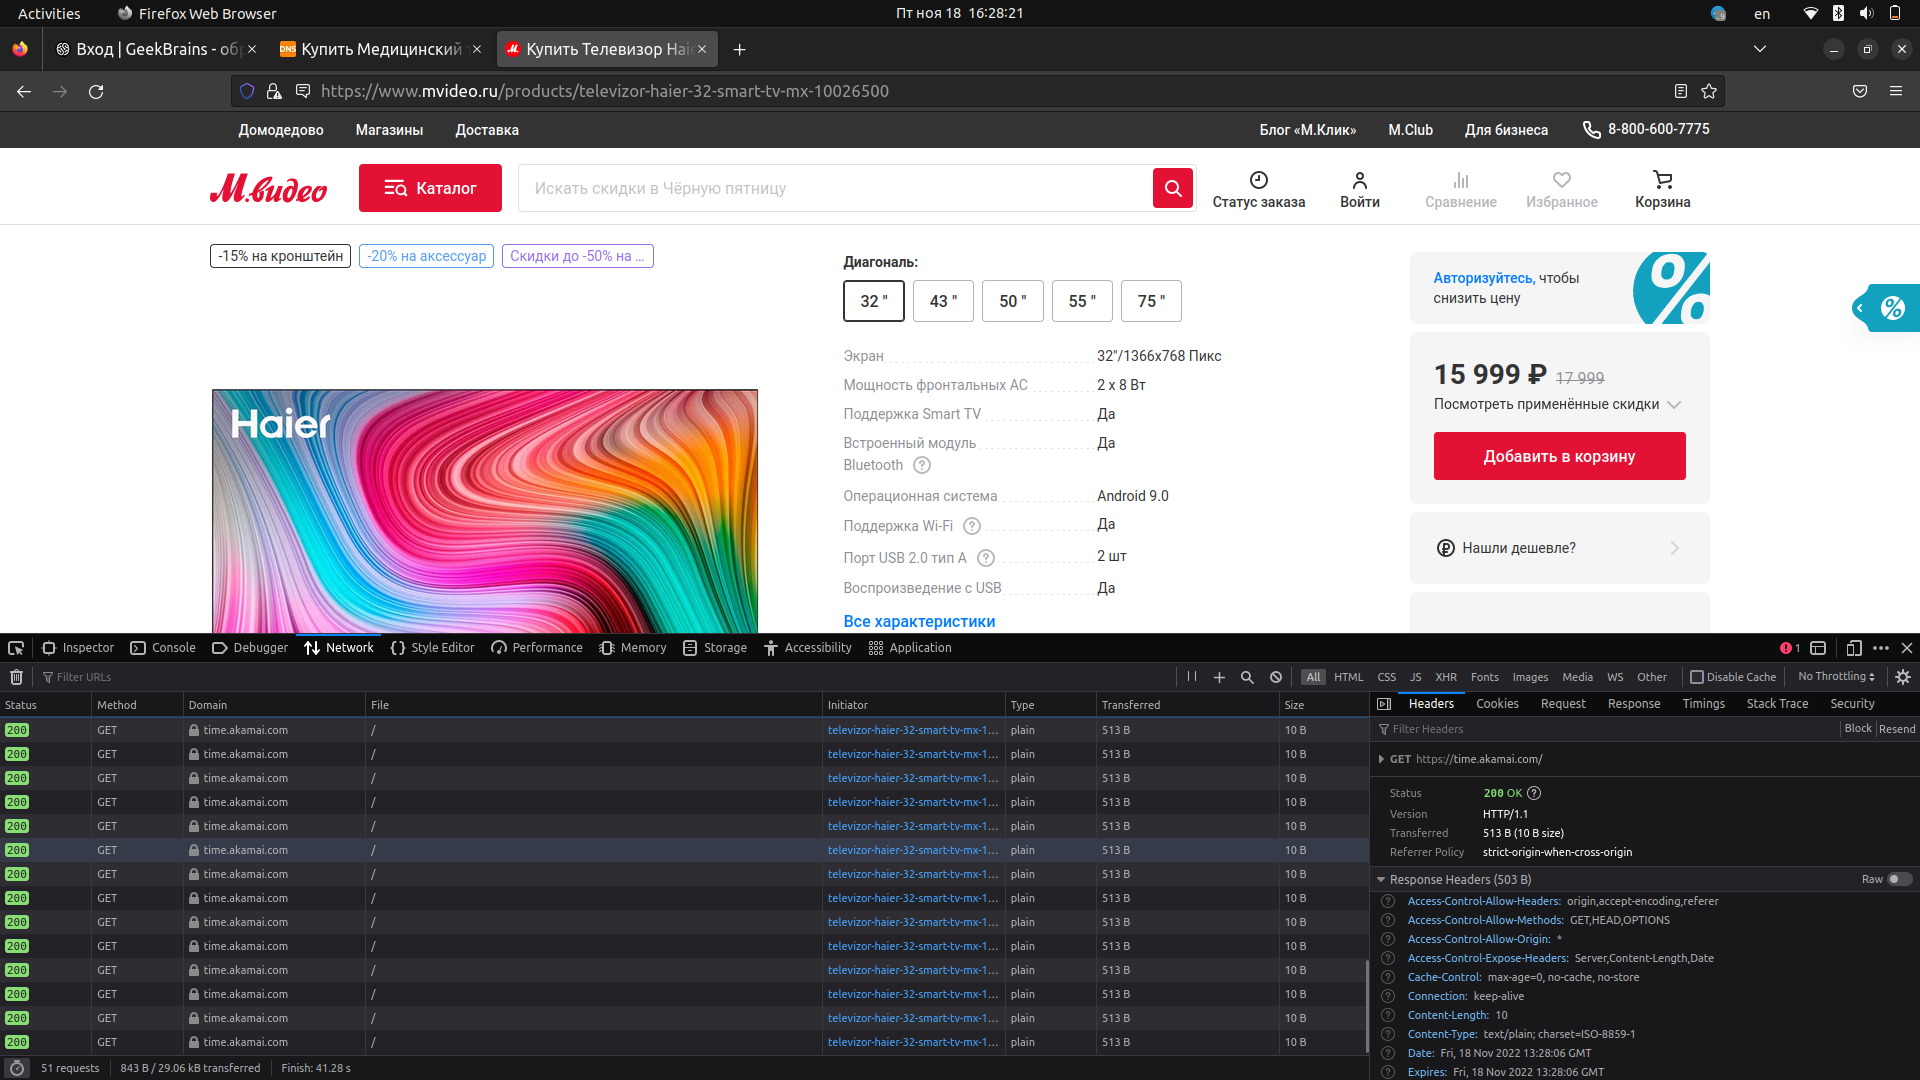 Activities
Firefox Web Browser
Пт ноя 18 16:28:21
en
Вход | GeekBrains - обр
Купить Медицинский
Купить Телевизор Hai
https://www.mvideo.ru/products/televizor-haier-32-smart-tv-mx-10026500
Домодедово Магазины Доставка
Блог «М.Клик» M.Club Для бизнеса 8-800-600-7775
М.видео
Каталог
Искать скидки в Чёрную пятницу
Статус заказа Войти Сравнение Избранное Корзина
-15% на кронштейн -20% на аксессуар Скидки до -50% на ...
Haier
Диагональ:
32 " 43 " 50 " 55 " 75 "
Экран 32"/1366x768 Пикс
Мощность фронтальных АС 2 x 8 Вт
Поддержка Smart TV Да
Встроенный модуль Да
Bluetooth ?
Операционная система Android 9.0
Поддержка Wi-Fi ? Да
Порт USB 2.0 тип A ? 2 шт
Воспроизведение с USB Да
Все характеристики
Авторизуйтесь, чтобы
снизить цену
%
%
15 999 ₽ 17 999
Посмотреть применённые скидки
Добавить в корзину
Нашли дешевле?
Inspector Console Debugger Network Style Editor Performance Memory Storage Accessibility Application 1
Filter URLs
All HTML CSS JS XHR Fonts Images Media WS Other Disable Cache No Throttling
Status Method Domain File Initiator Type Transferred Size
200 GET time.akamai.com / televizor-haier-32-smart-tv-mx-1... plain 513 B 10 B
200 GET time.akamai.com / televizor-haier-32-smart-tv-mx-1... plain 513 B 10 B
200 GET time.akamai.com / televizor-haier-32-smart-tv-mx-1... plain 513 B 10 B
200 GET time.akamai.com / televizor-haier-32-smart-tv-mx-1... plain 513 B 10 B
200 GET time.akamai.com / televizor-haier-32-smart-tv-mx-1... plain 513 B 10 B
200 GET time.akamai.com / televizor-haier-32-smart-tv-mx-1... plain 513 B 10 B
200 GET time.akamai.com / televizor-haier-32-smart-tv-mx-1... plain 513 B 10 B
200 GET time.akamai.com / televizor-haier-32-smart-tv-mx-1... plain 513 B 10 B
200 GET time.akamai.com / televizor-haier-32-smart-tv-mx-1... plain 513 B 10 B
200 GET time.akamai.com / televizor-haier-32-smart-tv-mx-1... plain 513 B 10 B
200 GET time.akamai.com / televizor-haier-32-smart-tv-mx-1... plain 513 B 10 B
200 GET time.akamai.com / televizor-haier-32-smart-tv-mx-1... plain 513 B 10 B
200 GET time.akamai.com / televizor-haier-32-smart-tv-mx-1... plain 513 B 10 B
200 GET time.akamai.com / televizor-haier-32-smart-tv-mx-1... plain 513 B 10 B
51 requests 843 B / 29.06 kB transferred Finish: 41.28 s
Headers Cookies Request Response Timings Stack Trace Security
Filter Headers Block Resend
GET https://time.akamai.com/
Status 200 OK ?
Version HTTP/1.1
Transferred 513 B (10 B size)
Referrer Policy strict-origin-when-cross-origin
Response Headers (503 B) Raw
? Access-Control-Allow-Headers: origin,accept-encoding,referer
? Access-Control-Allow-Methods: GET,HEAD,OPTIONS
? Access-Control-Allow-Origin: *
? Access-Control-Expose-Headers: Server,Content-Length,Date
? Cache-Control: max-age=0, no-cache, no-store
? Connection: keep-alive
? Content-Length: 10
? Content-Type: text/plain; charset=ISO-8859-1
? Date: Fri, 18 Nov 2022 13:28:06 GMT
? Expires: Fri, 18 Nov 2022 13:28:06 GMT